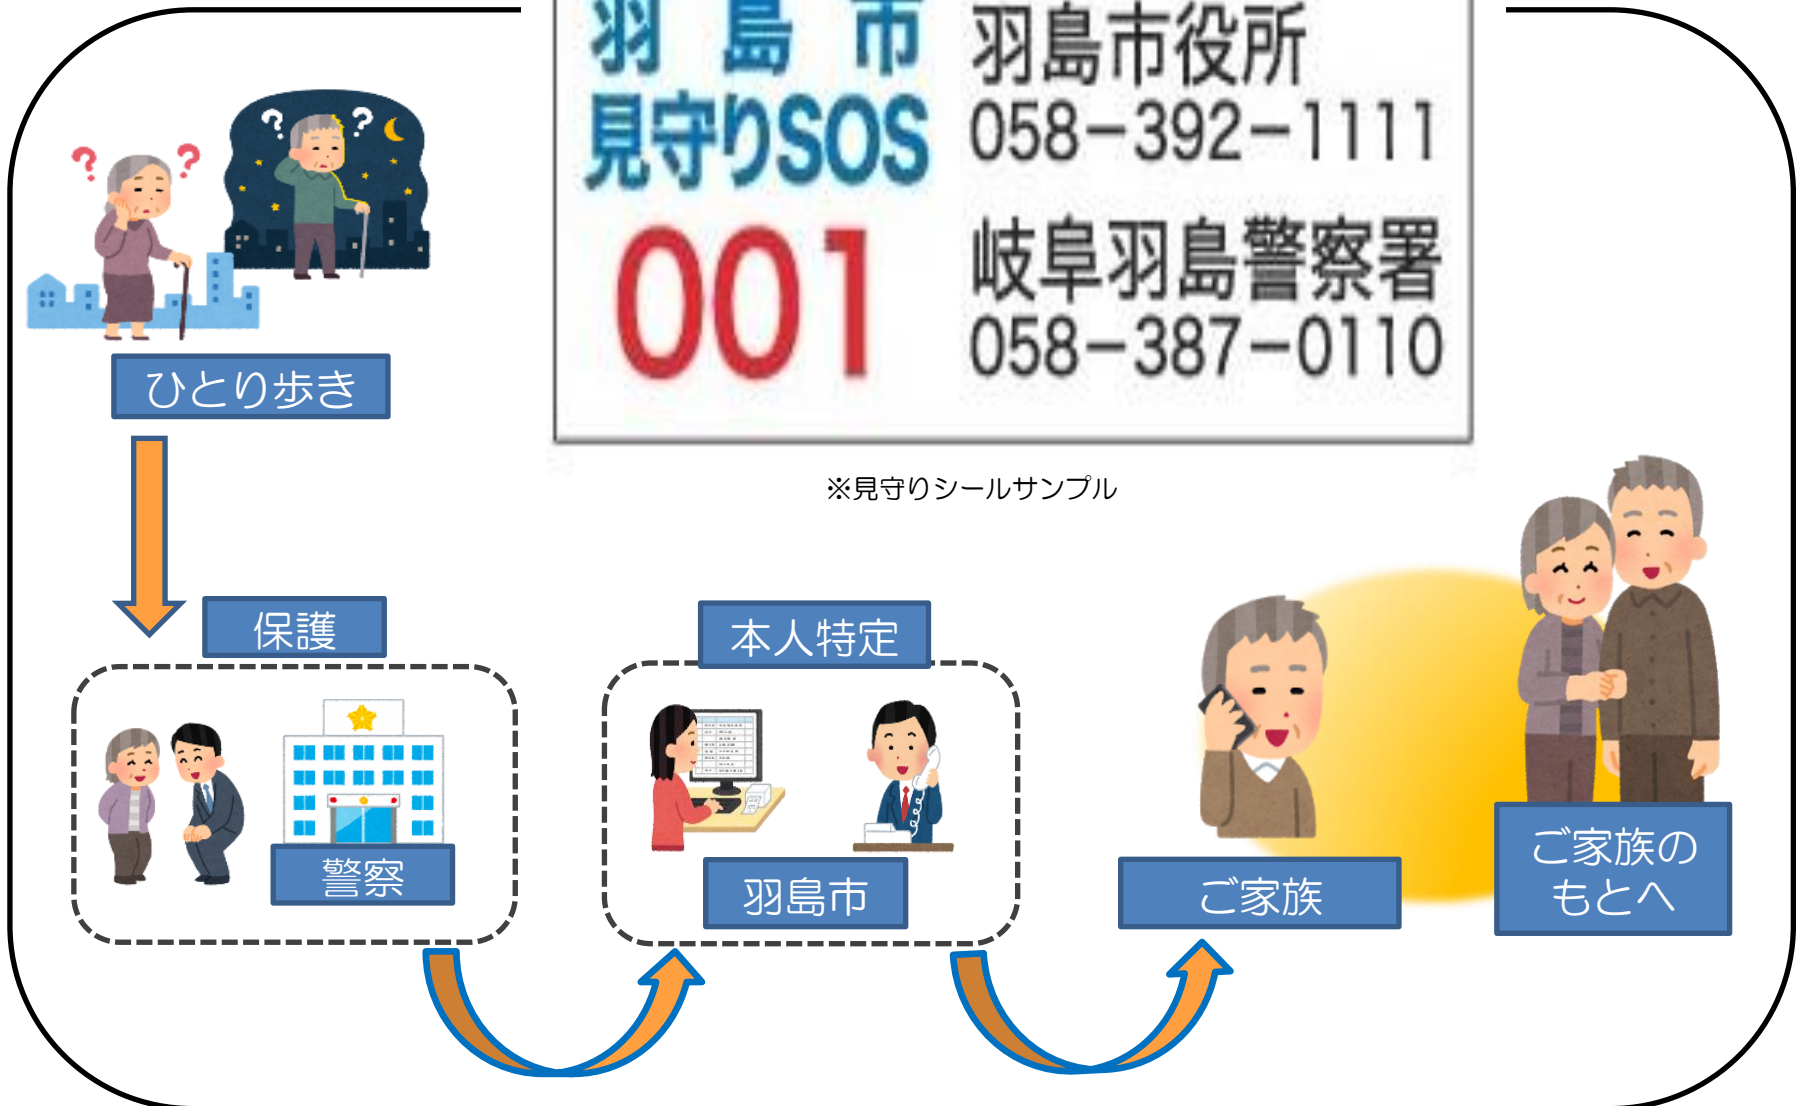 羽島市
見守りSOS
001
羽島市役所
058-392-1111
岐阜羽島警察署
058-387-0110
※見守りシールサンプル
ひとり歩き
保護
警察
本人特定
羽島市
ご家族
ご家族の
もとへ